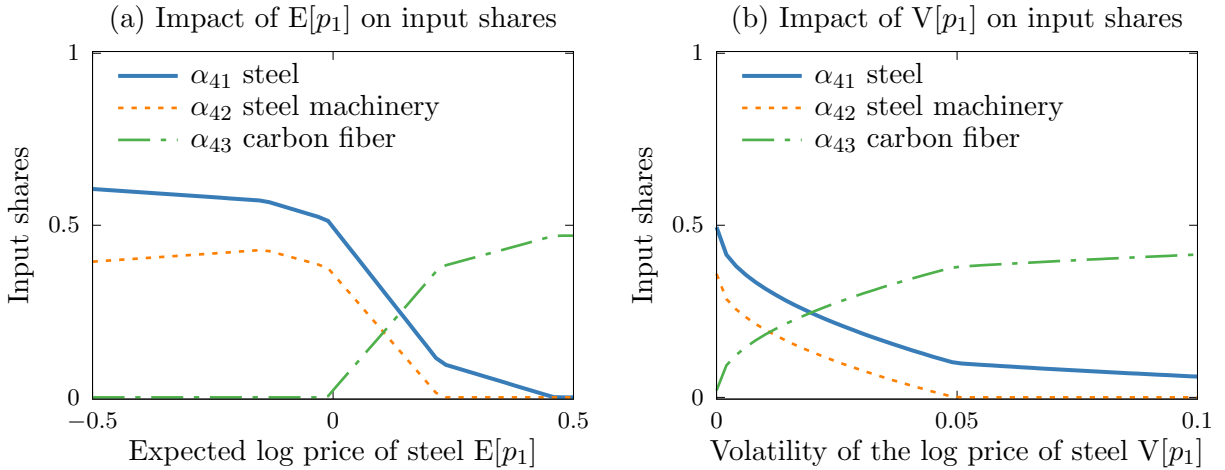 (a) Impact of E[p₁] on input shares
1
0.5
0
Input shares
α₄₁ steel
α₄₂ steel machinery
α₄₃ carbon fiber
−0.5
0
0.5
Expected log price of steel E[p₁]
(b) Impact of V[p₁] on input shares
1
0.5
0
Input shares
α₄₁ steel
α₄₂ steel machinery
α₄₃ carbon fiber
0
0.05
0.1
Volatility of the log price of steel V[p₁]